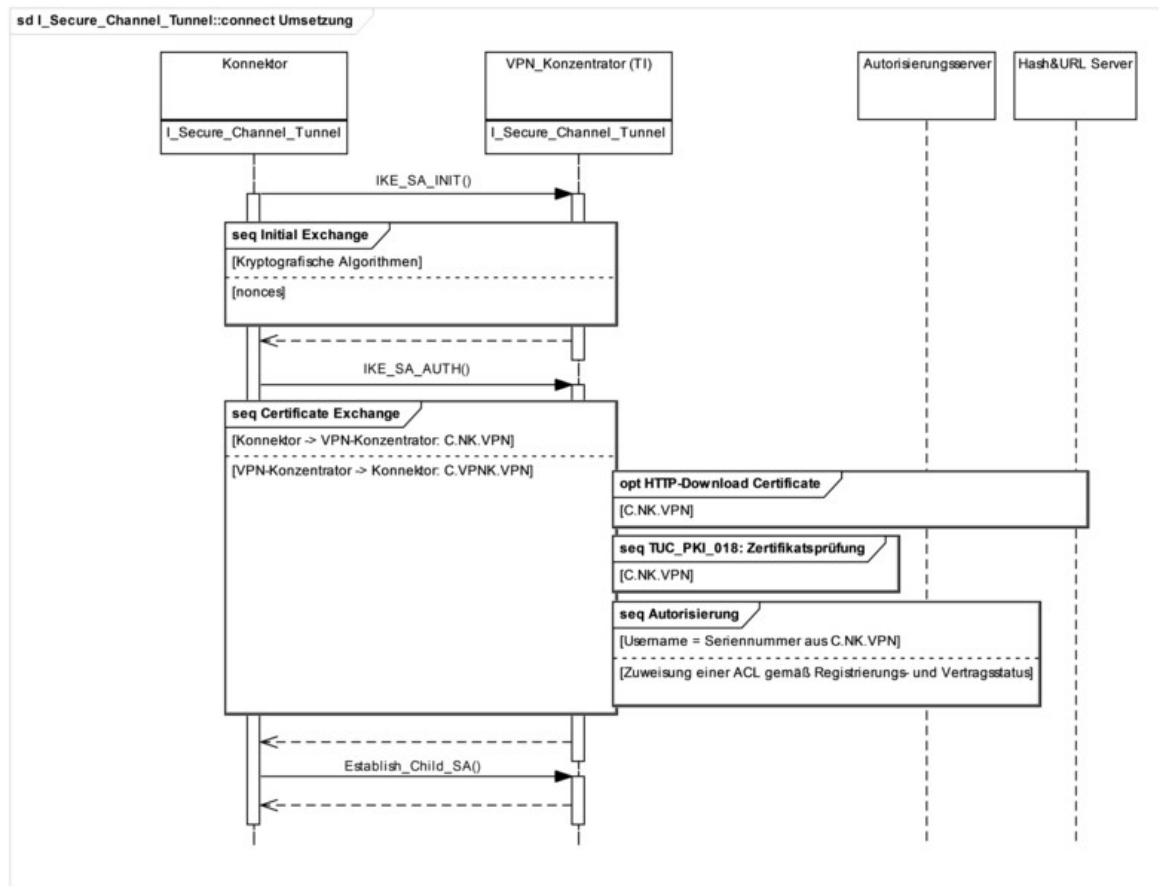 sd I_Secure_Channel_Tunnel::connect Umsetzung
Konnektor
VPN_Konzentrator (TI)
Autorisierungsserver
Hash&URL Server
I_Secure_Channel_Tunnel
I_Secure_Channel_Tunnel
IKE_SA_INIT()
seq Initial Exchange
[Kryptografische Algorithmen]
[nonces]
IKE_SA_AUTH()
seq Certificate Exchange
[Konnektor -> VPN-Konzentrator: C.NK.VPN]
[VPN-Konzentrator -> Konnektor: C.VPNK.VPN]
opt HTTP-Download Certificate
[C.NK.VPN]
seq TUC_PKI_018: Zertifikatsprüfung
[C.NK.VPN]
seq Autorisierung
[Username = Seriennummer aus C.NK.VPN]
[Zuweisung einer ACL gemäß Registrierungs- und Vertragsstatus]
Establish_Child_SA()